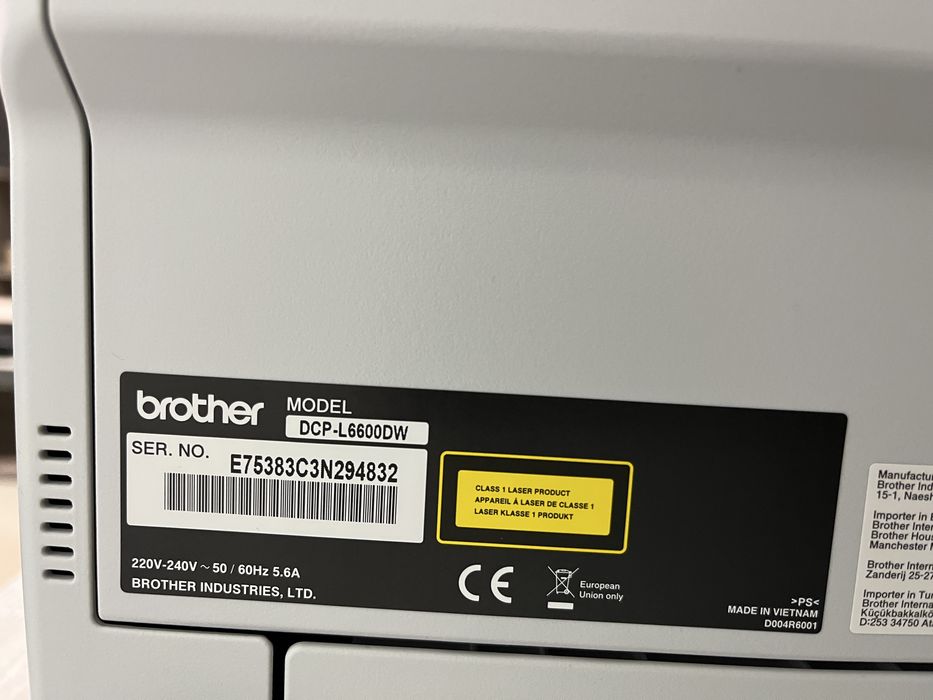 brother
MODEL
DCP-L6600DW
SER. NO.
E75383C3N294832
CLASS 1 LASER PRODUCT
APPAREIL À LASER DE CLASSE 1
LASER KLASSE 1 PRODUKT
220V-240V ~ 50 / 60Hz 5.6A
BROTHER INDUSTRIES, LTD.
CE
European
Union only
>PS<
MADE IN VIETNAM
D004R6001
Manufactu
Brother Ind
15-1, Naesh
Importer in
Brother Inter
Brother Hous
Manchester
Brother Intern
Zanderij 25-27
Importer in Tur
Brother Interna
Küçükbakkalkö
D:253 34750 Ata